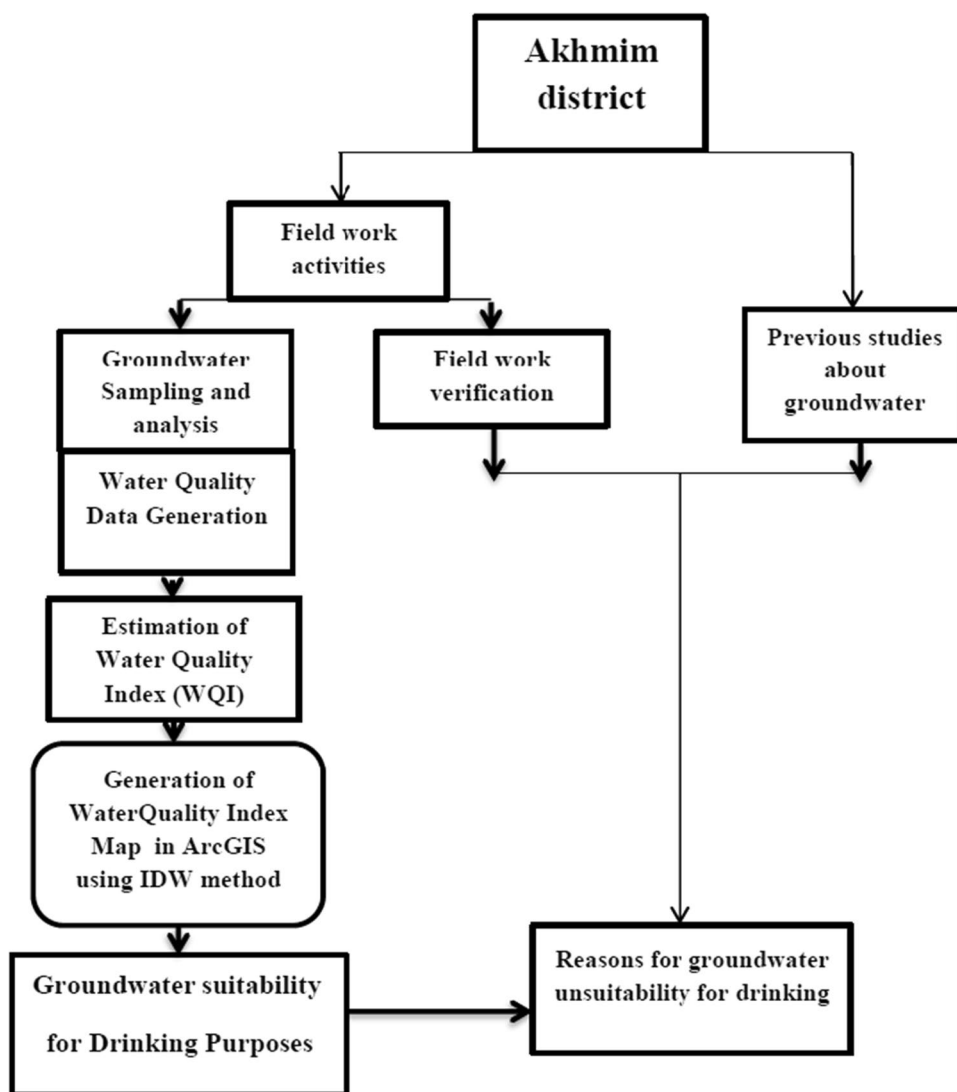 Akhmim
district
Field work
activities
Groundwater
Sampling and
analysis
Field work
verification
Previous studies
about
groundwater
Water Quality
Data Generation
Estimation of
Water Quality
Index (WQI)
Generation of
WaterQuality Index
Map in ArcGIS
using IDW method
Groundwater suitability
for Drinking Purposes
Reasons for groundwater
unsuitability for drinking